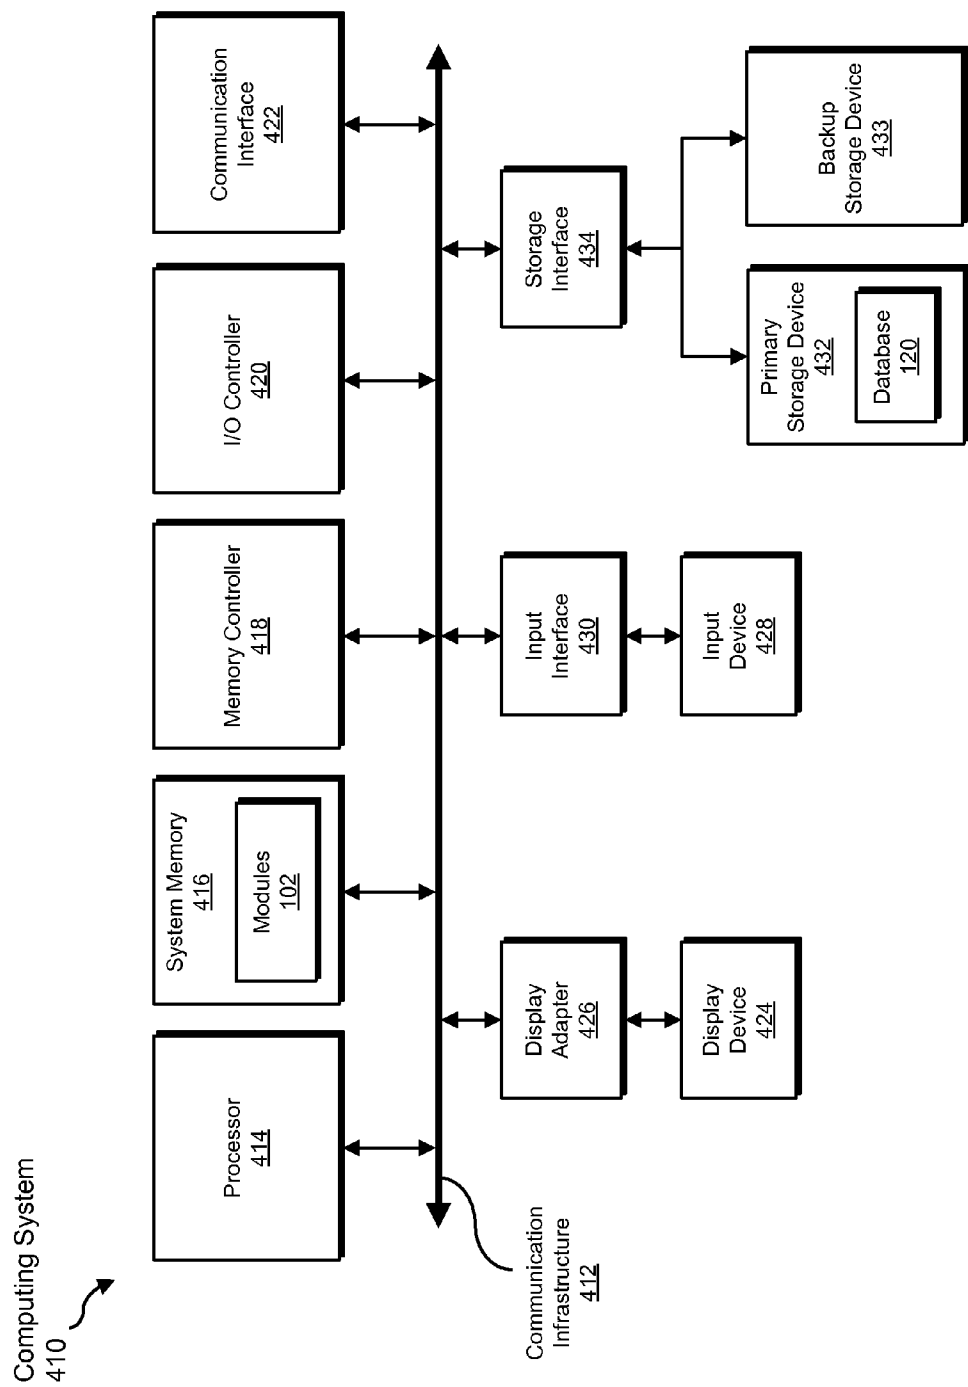 Computing System
410
Processor
414
System Memory
416
Modules
102
Memory Controller
418
I/O Controller
420
Communication
Interface
422
Communication
Infrastructure
412
Display
Adapter
426
Input
Interface
430
Storage
Interface
434
Display
Device
424
Input
Device
428
Primary
Storage Device
432
Database
120
Backup
Storage Device
433